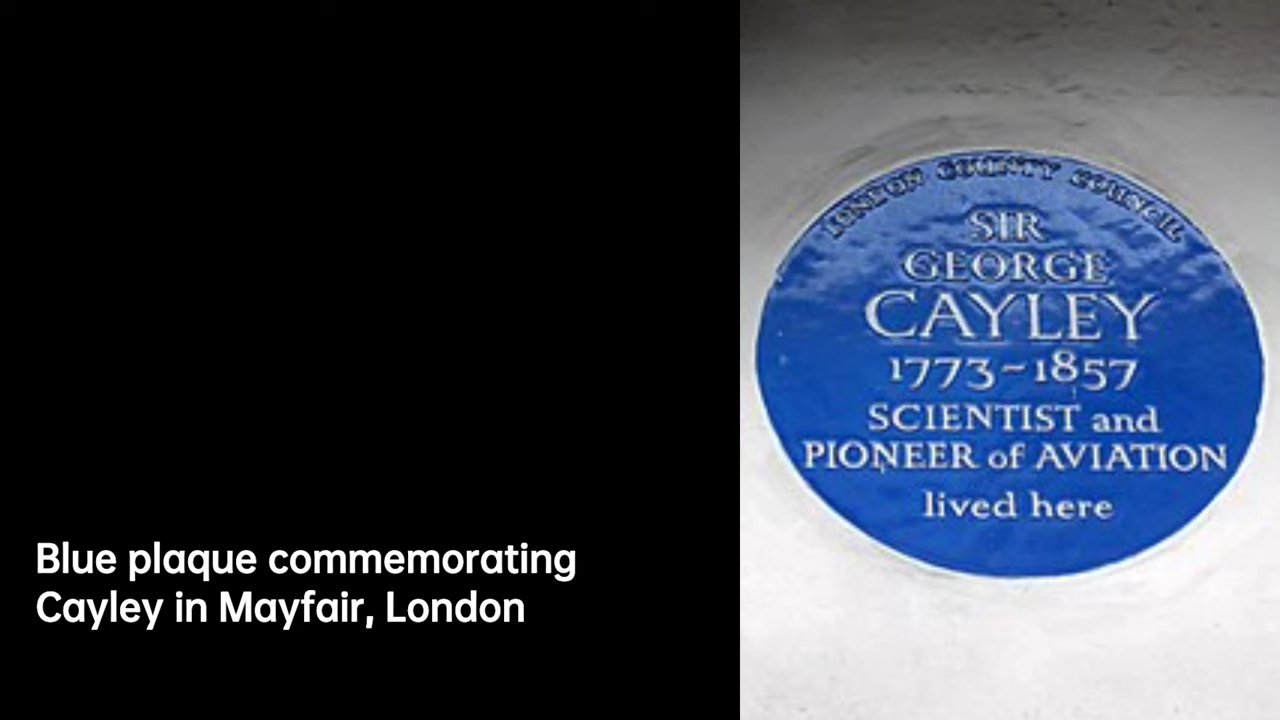 Blue plaque commemorating
Cayley in Mayfair, London
LONDON COUNTY COUNCIL
SIR
GEORGE
CAYLEY
1773–1857
SCIENTIST and
PIONEER of AVIATION
lived here